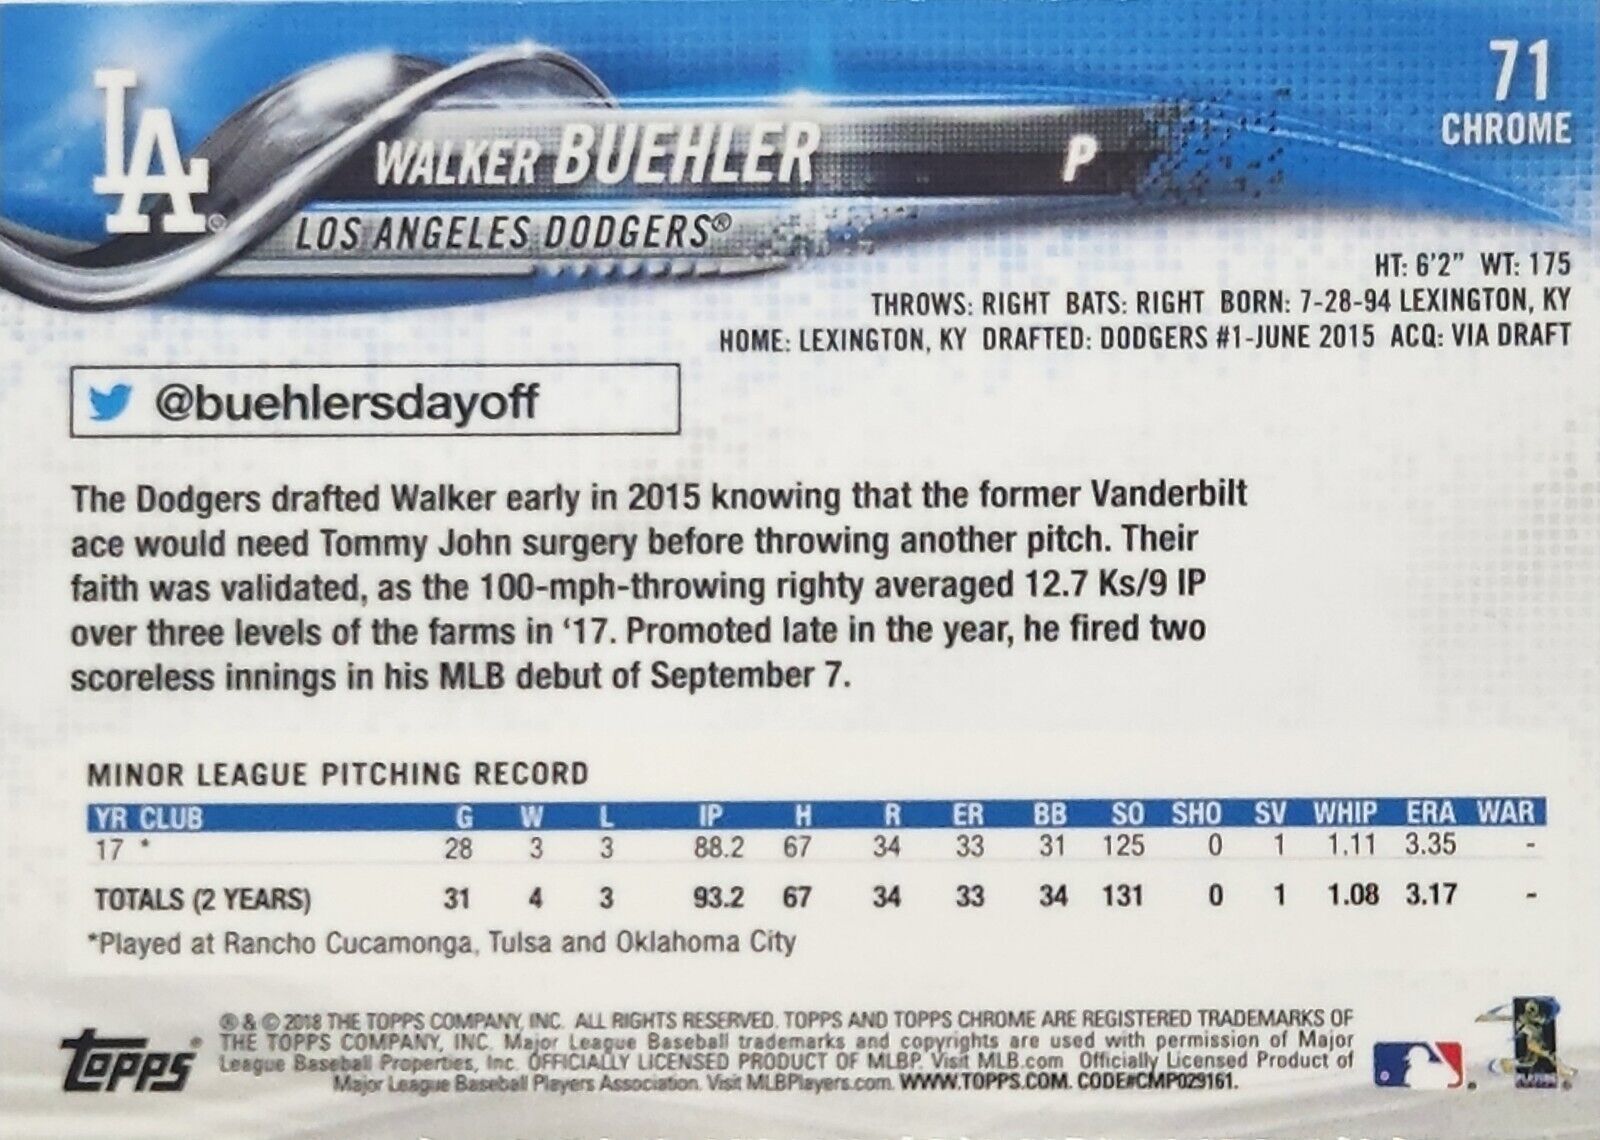 71
CHROME
LA
WALKER BUEHLER P
LOS ANGELES DODGERS®
HT: 6'2" WT: 175
THROWS: RIGHT BATS: RIGHT BORN: 7-28-94 LEXINGTON, KY
HOME: LEXINGTON, KY DRAFTED: DODGERS #1-JUNE 2015 ACQ: VIA DRAFT
@buehlersdayoff
The Dodgers drafted Walker early in 2015 knowing that the former Vanderbilt
ace would need Tommy John surgery before throwing another pitch. Their
faith was validated, as the 100-mph-throwing righty averaged 12.7 Ks/9 IP
over three levels of the farms in ‘17. Promoted late in the year, he fired two
scoreless innings in his MLB debut of September 7.
MINOR LEAGUE PITCHING RECORD
YR CLUB G W L IP H R ER BB SO SHO SV WHIP ERA WAR
17 * 28 3 3 88.2 67 34 33 31 125 0 1 1.11 3.35 -
TOTALS (2 YEARS) 31 4 3 93.2 67 34 33 34 131 0 1 1.08 3.17 -
*Played at Rancho Cucamonga, Tulsa and Oklahoma City
topps®
® & © 2018 THE TOPPS COMPANY, INC. ALL RIGHTS RESERVED. TOPPS AND TOPPS CHROME ARE REGISTERED TRADEMARKS OF
THE TOPPS COMPANY, INC. Major League Baseball trademarks and copyrights are used with permission of Major
League Baseball Properties, Inc. OFFICIALLY LICENSED PRODUCT OF MLBP. Visit MLB.com Officially Licensed Product of
Major League Baseball Players Association. Visit MLBPlayers.com. WWW.TOPPS.COM. CODE#CMP029161.